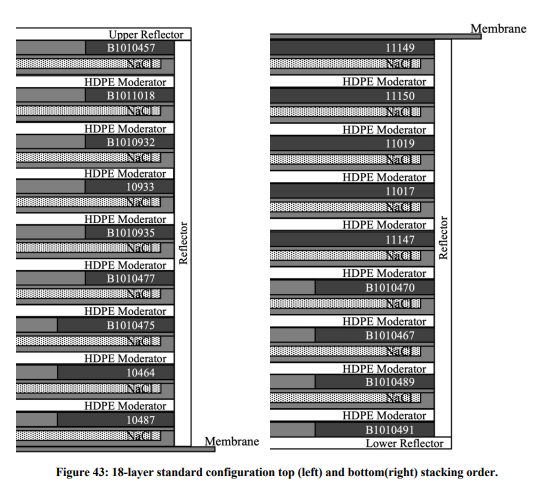 Upper Reflector
B1010457
NaCl
HDPE Moderator
B1011018
NaCl
HDPE Moderator
B1010932
NaCl
HDPE Moderator
10933
NaCl
HDPE Moderator
B1010935
NaCl
HDPE Moderator
B1010477
NaCl
HDPE Moderator
B1010475
NaCl
HDPE Moderator
10464
NaCl
HDPE Moderator
10487
NaCl
Reflector
Membrane
Membrane
11149
NaCl
HDPE Moderator
11150
NaCl
HDPE Moderator
11019
NaCl
HDPE Moderator
11017
NaCl
HDPE Moderator
11147
NaCl
HDPE Moderator
B1010470
NaCl
HDPE Moderator
B1010467
NaCl
HDPE Moderator
B1010489
NaCl
HDPE Moderator
B1010491
Lower Reflector
Reflector
Figure 43: 18-layer standard configuration top (left) and bottom(right) stacking order.